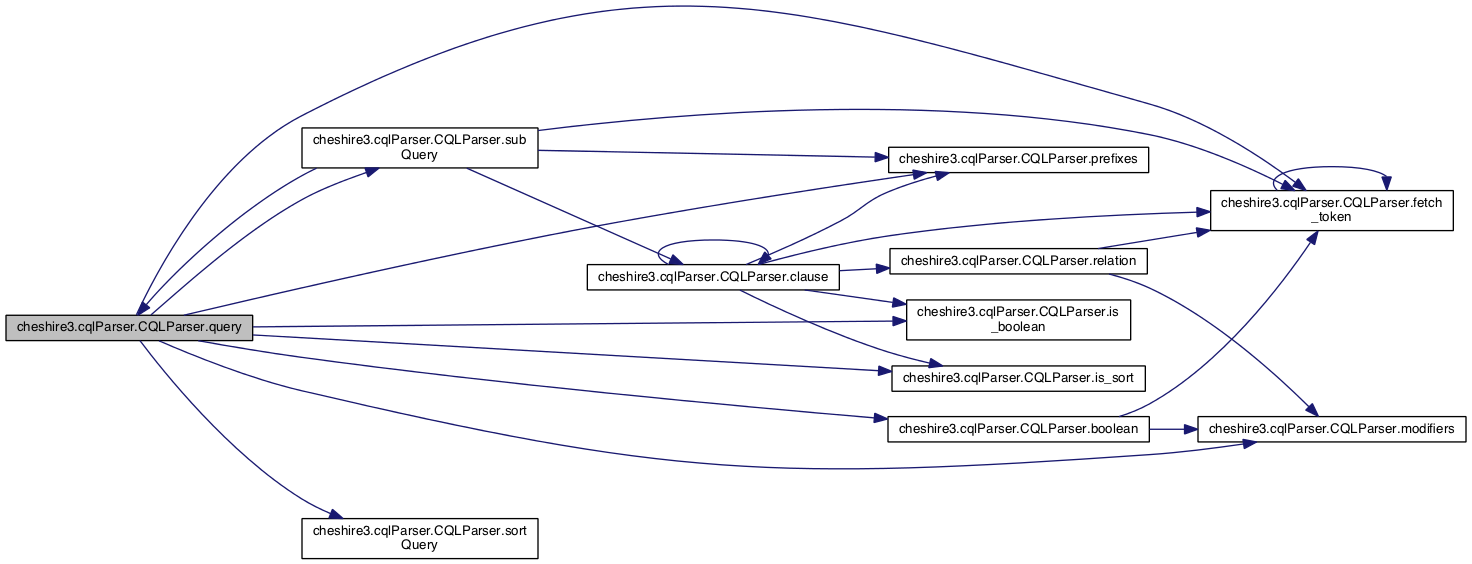 cheshire3.cqlParser.CQLParser.sub
Query
cheshire3.cqlParser.CQLParser.prefixes
cheshire3.cqlParser.CQLParser.fetch
_token
cheshire3.cqlParser.CQLParser.clause
cheshire3.cqlParser.CQLParser.relation
cheshire3.cqlParser.CQLParser.query
cheshire3.cqlParser.CQLParser.is
_boolean
cheshire3.cqlParser.CQLParser.is_sort
cheshire3.cqlParser.CQLParser.boolean
cheshire3.cqlParser.CQLParser.modifiers
cheshire3.cqlParser.CQLParser.sort
Query